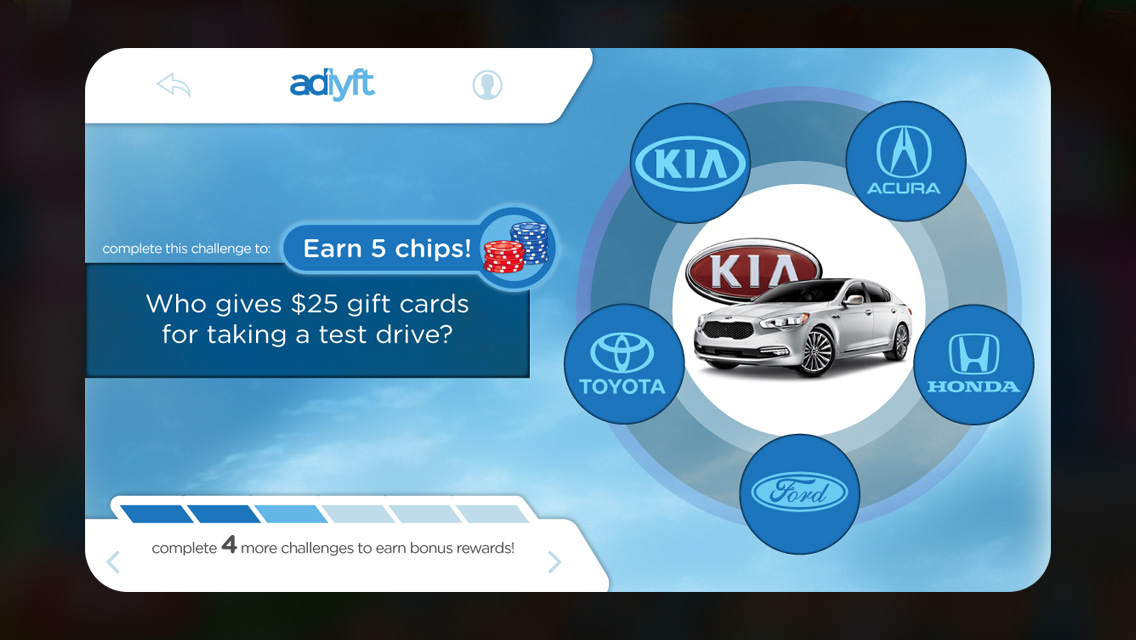 adlyft
complete this challenge to:
Earn 5 chips!
Who gives $25 gift cards
for taking a test drive?
KIA
ACURA
KIA
TOYOTA
HONDA
Ford
complete 4 more challenges to earn bonus rewards!